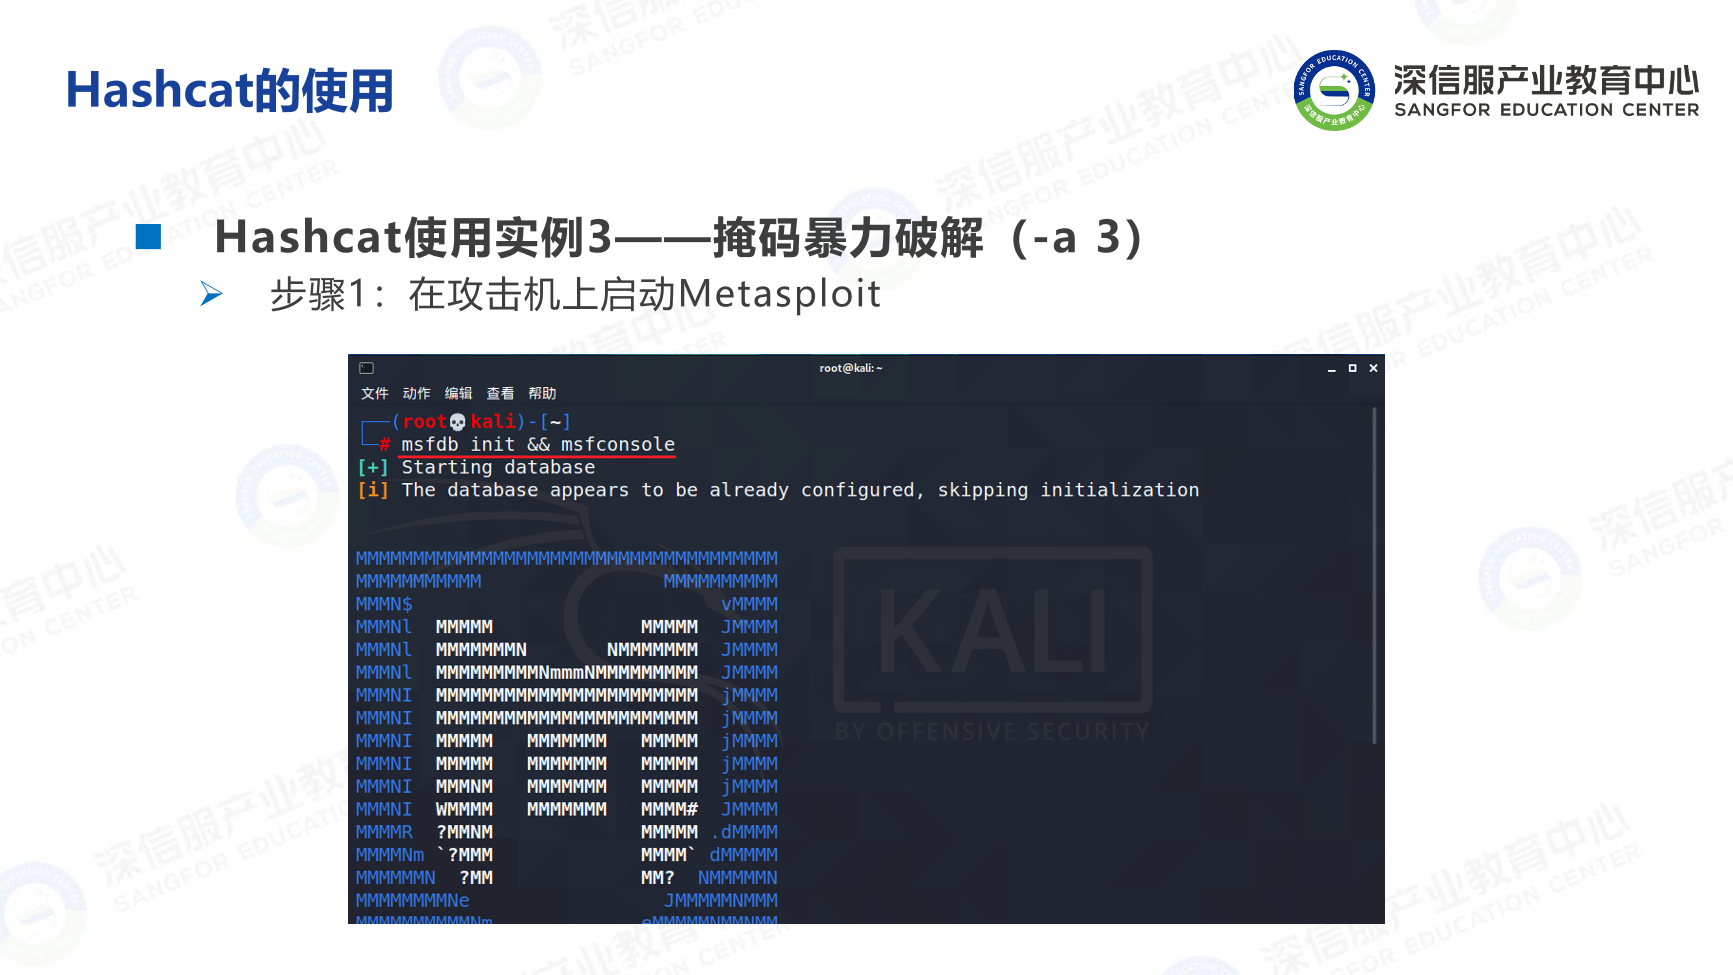 Hashcat的使用
深信服产业教育中心
SANGFOR EDUCATION CENTER
Hashcat使用实例3——掩码暴力破解（-a 3）
步骤1：在攻击机上启动Metasploit
root@kali: ~
文件 动作 编辑 查看 帮助
┌──(root💀kali)-[~]
└─# msfdb init && msfconsole
[+] Starting database
[i] The database appears to be already configured, skipping initialization
MMMMMMMMMMMMMMMMMMMMMMMMMMMMMMMMMMMMM
MMMMMMMMMMM                MMMMMMMMMM
MMMN$                           vMMMM
MMMNl  MMMMM             MMMMM  JMMMM
MMMNl  MMMMMMMN       NMMMMMMM  JMMMM
MMMNl  MMMMMMMMMNmmmNMMMMMMMMM  JMMMM
MMMNI  MMMMMMMMMMMMMMMMMMMMMMM  jMMMM
MMMNI  MMMMMMMMMMMMMMMMMMMMMMM  jMMMM
MMMNI  MMMMM   MMMMMMM   MMMMM  jMMMM
MMMNI  MMMMM   MMMMMMM   MMMMM  jMMMM
MMMNI  MMMNM   MMMMMMM   MMMMM  jMMMM
MMMNI  WMMMM   MMMMMMM   MMMM#  JMMMM
MMMMR  ?MMNM             MMMMM .dMMMM
MMMMNm `?MMM             MMMM` dMMMMM
MMMMMMN  ?MM             MM?  NMMMMMN
MMMMMMMMNe                 JMMMMMNMMM
MMMMMMMMMMNm,            eMMMMMNMMNMM
KALI
BY OFFENSIVE SECURITY